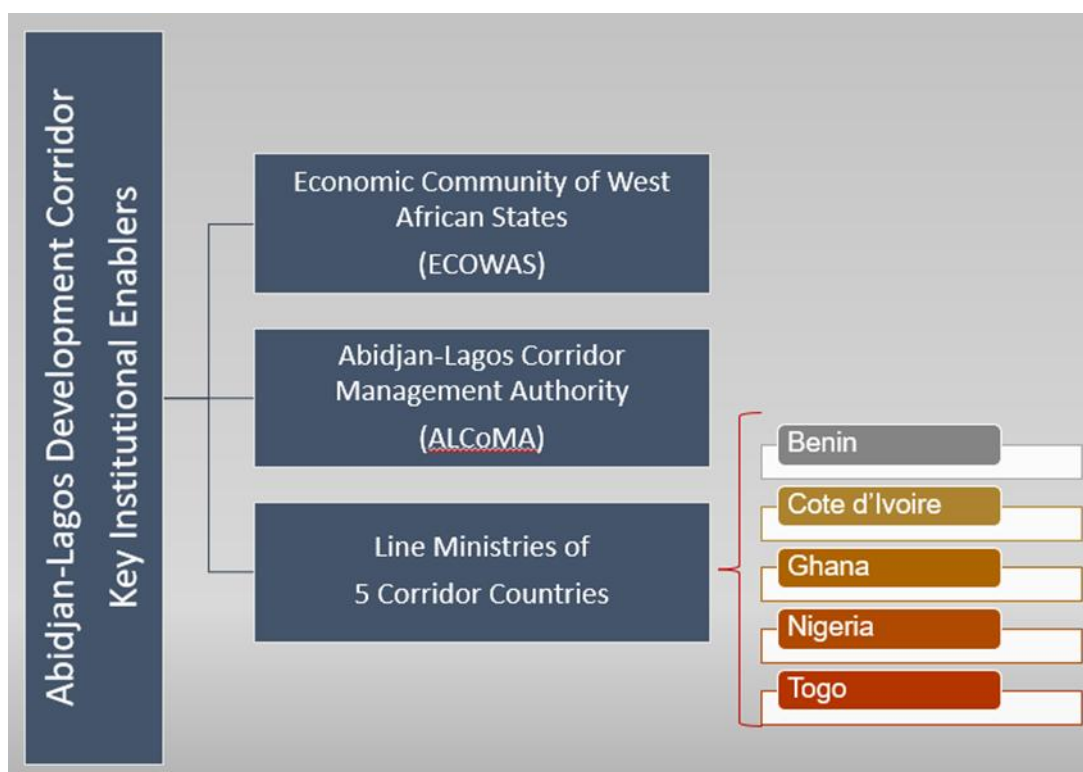 Abidjan-Lagos Development Corridor
Key Institutional Enablers
Economic Community of West
African States
(ECOWAS)
Abidjan-Lagos Corridor
Management Authority
(ALCoMA)
Line Ministries of
5 Corridor Countries
Benin
Cote d'Ivoire
Ghana
Nigeria
Togo